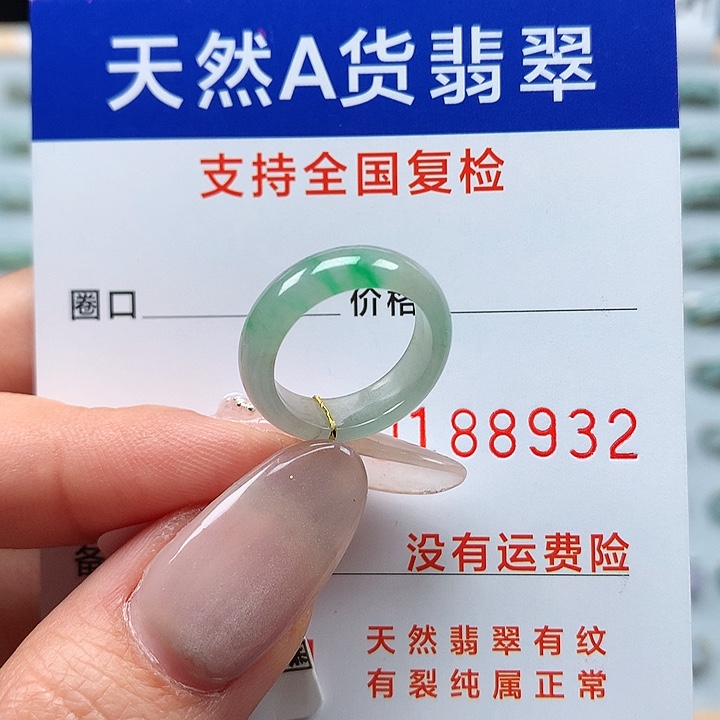 天然A货翡翠
支持全国复检
圈口 价格
188932
备
没有运费险
天然翡翠有纹
有裂纯属正常